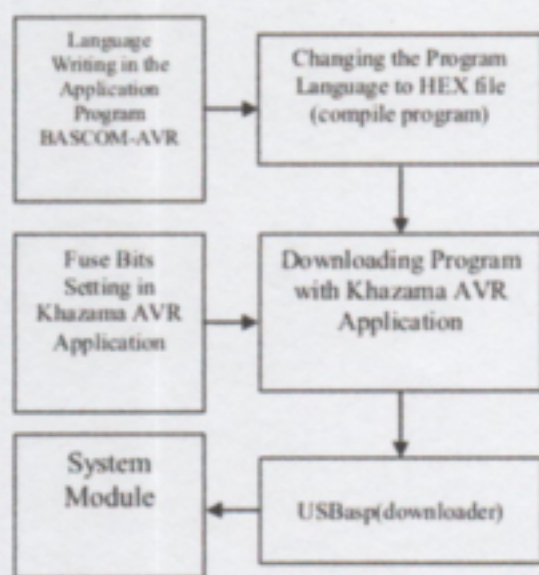 Language
Writing in the
Application
Program
BASCOM-AVR
Changing the Program
Language to HEX file
(compile program)
Fuse Bits
Setting in
Khazama AVR
Application
Downloading Program
with Khazama AVR
Application
System
Module
USBasp(downloader)